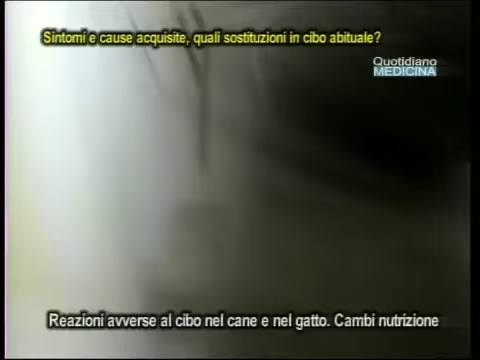 Sintomi e cause acquisite, quali sostituzioni in cibo abituale?
Quotidiano
MEDICINA
Reazioni avverse al cibo nel cane e nel gatto. Cambi nutrizione